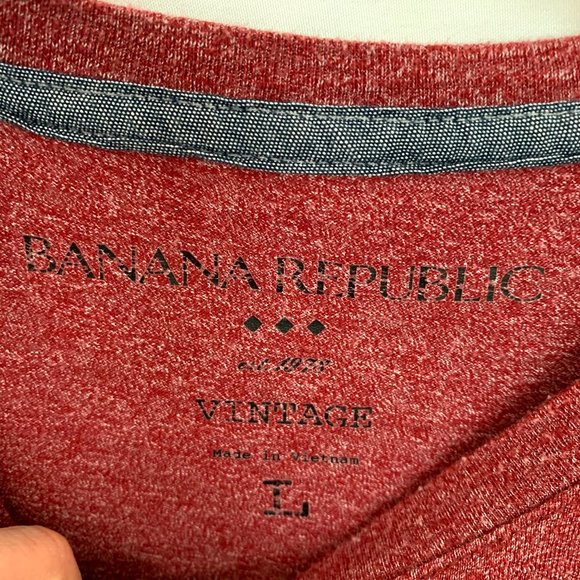 BANANA REPUBLIC
est. 1978
VINTAGE
Made in Vietnam
L